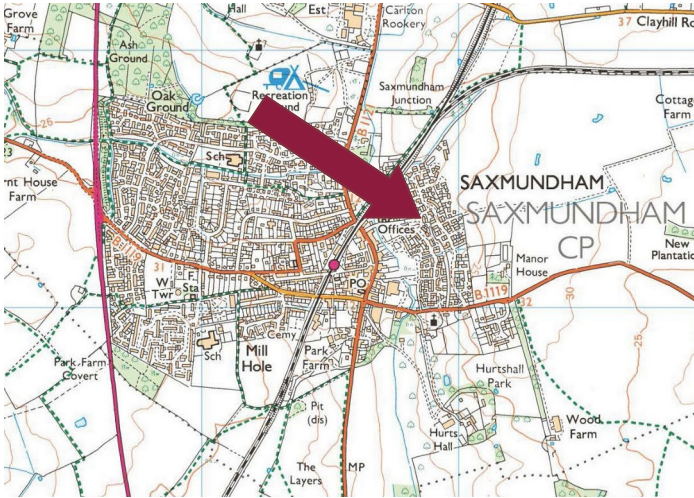 Grove
Farm
Hall
Est
Carlton
Rookery
37
Clayhill Ro
Ash
Ground
Oak
Ground
Recreation
Saxmundham
Junction
Cottag
Farm
25
Sch
23
nt House
Farm
SAXMUNDHAM
SAXMUNDHAM
CP
Offices
New
Plantatio
Manor
House
B1119
31
W
Twr
F
Sta
PO
B1119
32
30
25
Cemy
Sch
Mill
Hole
Park
Farm
Park Farm
Covert
Hurtshall
Park
Pit
(dis)
Hurts
Hall
Wood
Farm
The
Layers
MP